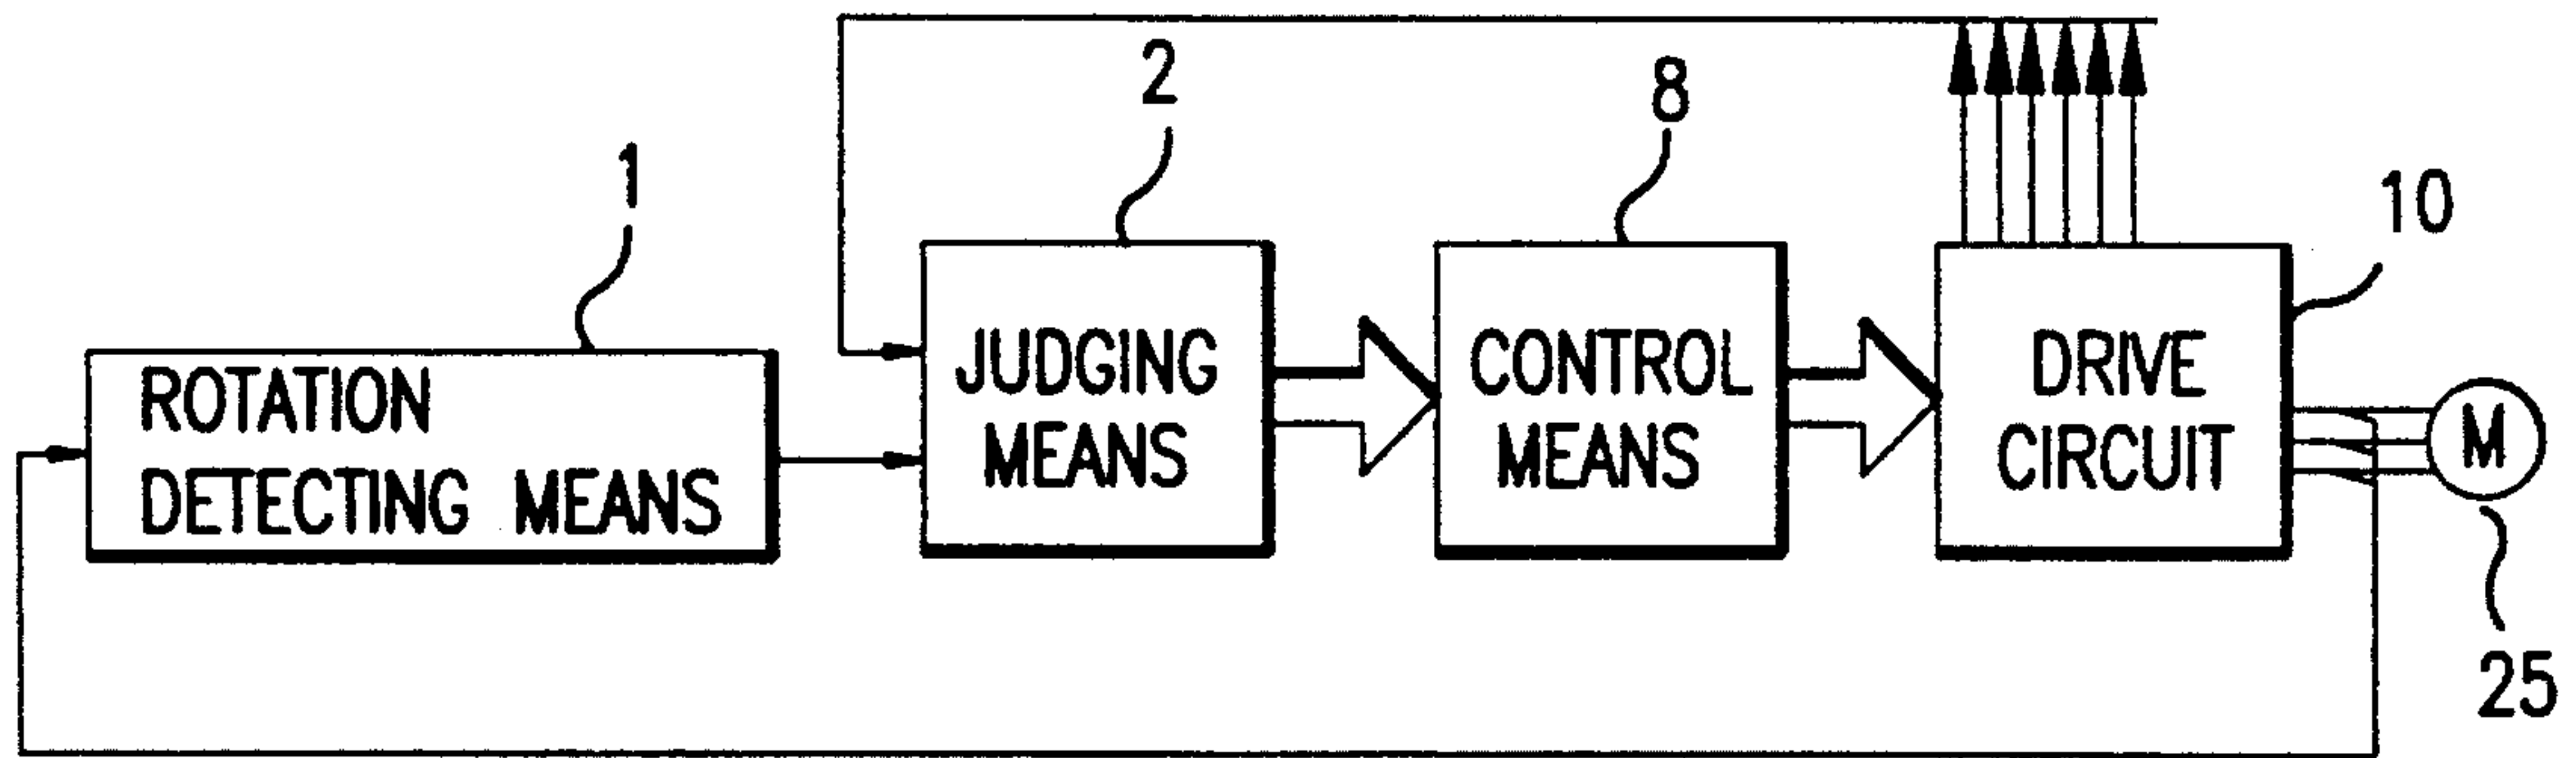 1
2
8
10
ROTATION
DETECTING MEANS
JUDGING
MEANS
CONTROL
MEANS
DRIVE
CIRCUIT
M
25